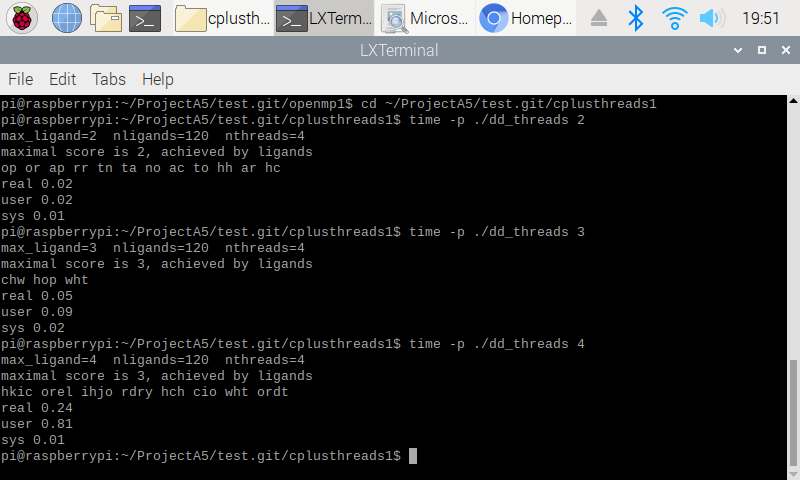 cplusth...
LXTerm...
Micros...
Homep...
19:51
LXTerminal
File Edit Tabs Help
pi@raspberrypi:~/ProjectA5/test.git/openmp1$ cd ~/ProjectA5/test.git/cplusthreads1
pi@raspberrypi:~/ProjectA5/test.git/cplusthreads1$ time -p ./dd_threads 2
max_ligand=2  nligands=120  nthreads=4
maximal score is 2, achieved by ligands
op or ap rr tn ta no ac to hh ar hc
real 0.02
user 0.02
sys 0.01
pi@raspberrypi:~/ProjectA5/test.git/cplusthreads1$ time -p ./dd_threads 3
max_ligand=3  nligands=120  nthreads=4
maximal score is 3, achieved by ligands
chw hop wht
real 0.05
user 0.09
sys 0.02
pi@raspberrypi:~/ProjectA5/test.git/cplusthreads1$ time -p ./dd_threads 4
max_ligand=4  nligands=120  nthreads=4
maximal score is 3, achieved by ligands
hkic orel ihjo rdry hch cio wht ordt
real 0.24
user 0.81
sys 0.01
pi@raspberrypi:~/ProjectA5/test.git/cplusthreads1$